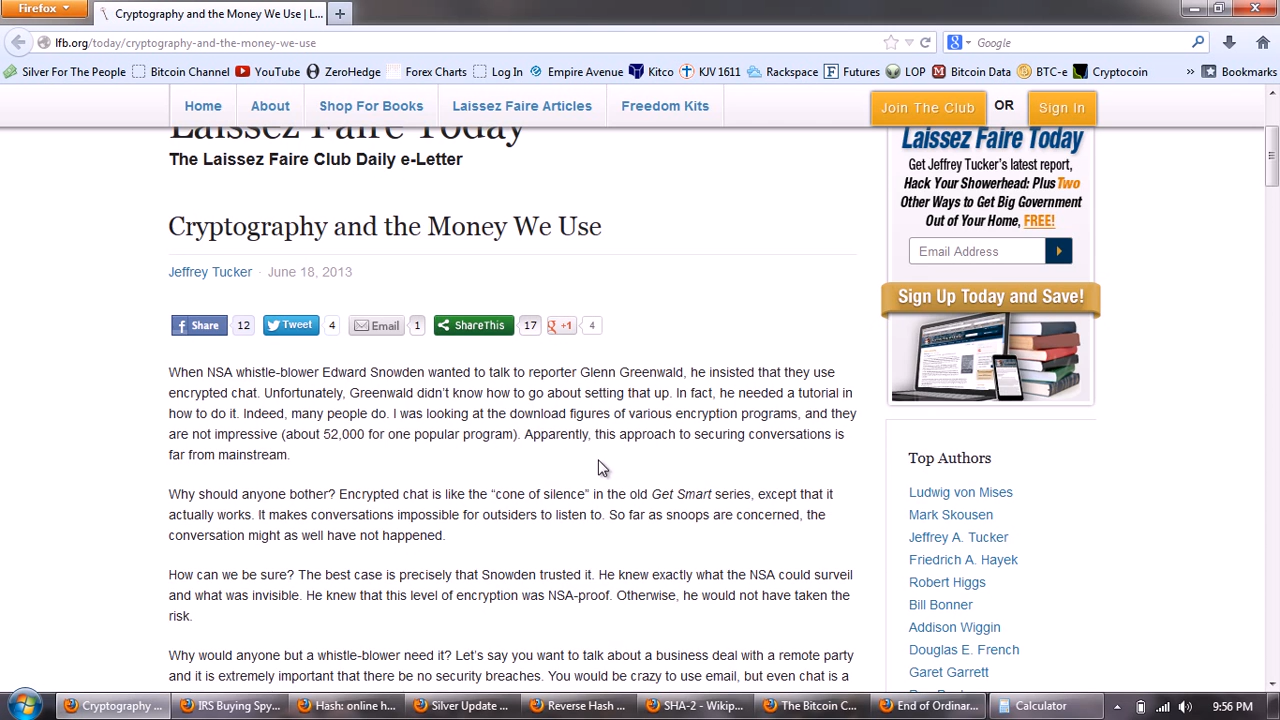 Firefox
Cryptography and the Money We Use | L...
lfb.org/today/cryptography-and-the-money-we-use
Google
Silver For The People
Bitcoin Channel
YouTube
ZeroHedge
Forex Charts
Log In
Empire Avenue
Kitco
KJV 1611
Rackspace
Futures
LOP
Bitcoin Data
BTC-e
Cryptocoin
»
Bookmarks
Home
About
Shop For Books
Laissez Faire Articles
Freedom Kits
Join The Club
OR
Sign In
Laissez Faire Today
The Laissez Faire Club Daily e-Letter
Cryptography and the Money We Use
Jeffrey Tucker · June 18, 2013
Share 12
Tweet 4
Email 1
ShareThis 17
+1 4
When NSA whistle-blower Edward Snowden wanted to talk to reporter Glenn Greenwald, he insisted that they use
encrypted chat. Unfortunately, Greenwald didn’t know how to go about setting that up. In fact, he needed a tutorial in
how to do it. Indeed, many people do. I was looking at the download figures of various encryption programs, and they
are not impressive (about 52,000 for one popular program). Apparently, this approach to securing conversations is
far from mainstream.
Why should anyone bother? Encrypted chat is like the “cone of silence” in the old Get Smart series, except that it
actually works. It makes conversations impossible for outsiders to listen to. So far as snoops are concerned, the
conversation might as well have not happened.
How can we be sure? The best case is precisely that Snowden trusted it. He knew exactly what the NSA could surveil
and what was invisible. He knew that this level of encryption was NSA-proof. Otherwise, he would not have taken the
risk.
Why would anyone but a whistle-blower need it? Let’s say you want to talk about a business deal with a remote party
and it is extremely important that there be no security breaches. You would be crazy to use email, but even chat is a
Laissez Faire Today
Get Jeffrey Tucker's latest report,
Hack Your Showerhead: Plus Two
Other Ways to Get Big Government
Out of Your Home, FREE!
Email Address
Sign Up Today and Save!
Top Authors
Ludwig von Mises
Mark Skousen
Jeffrey A. Tucker
Friedrich A. Hayek
Robert Higgs
Bill Bonner
Addison Wiggin
Douglas E. French
Garet Garrett
Cryptography ...
IRS Buying Spy...
Hash: online h...
Silver Update ...
Reverse Hash ...
SHA-2 - Wikip...
The Bitcoin C...
End of Ordinar...
Calculator
9:56 PM